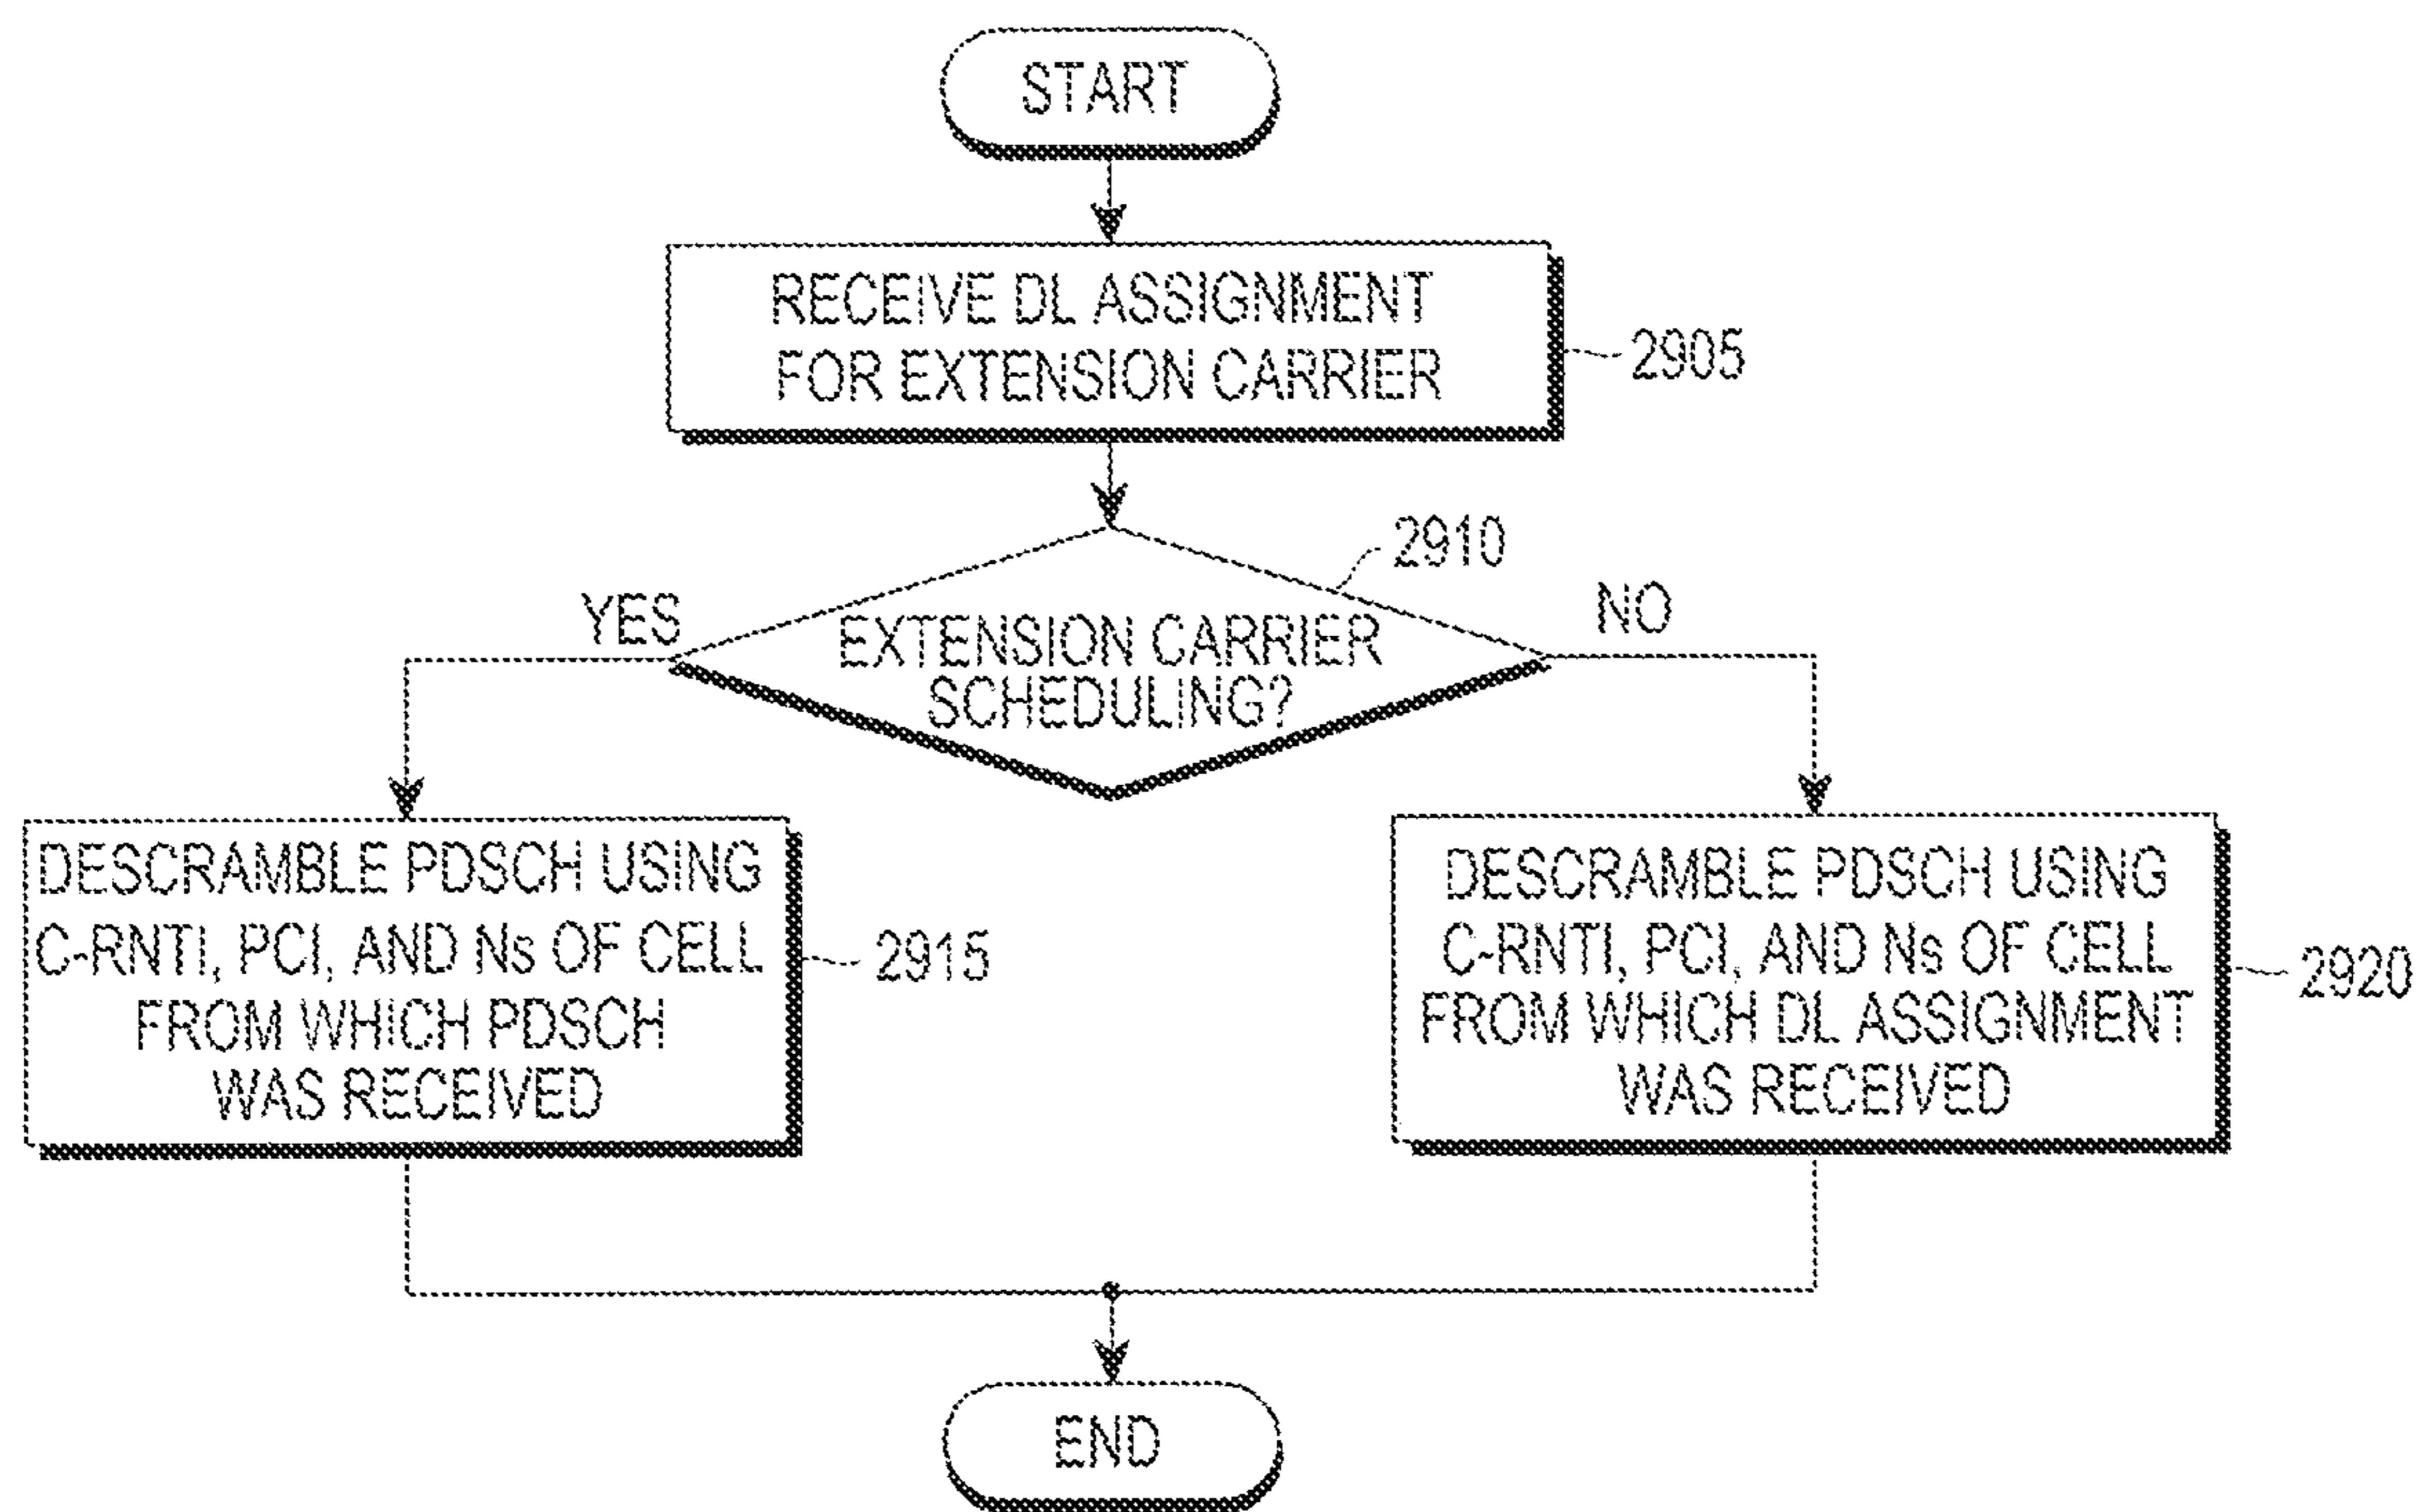 START
RECEIVE DL ASSIGNMENT
FOR EXTENSION CARRIER
2905
2910
YES
NO
EXTENSION CARRIER
SCHEDULING?
DESCRAMBLE PDSCH USING
C-RNTI, PCI, AND Ns OF CELL
FROM WHICH PDSCH
WAS RECEIVED
2915
DESCRAMBLE PDSCH USING
C-RNTI, PCI, AND Ns OF CELL
FROM WHICH DL ASSIGNMENT
WAS RECEIVED
2920
END